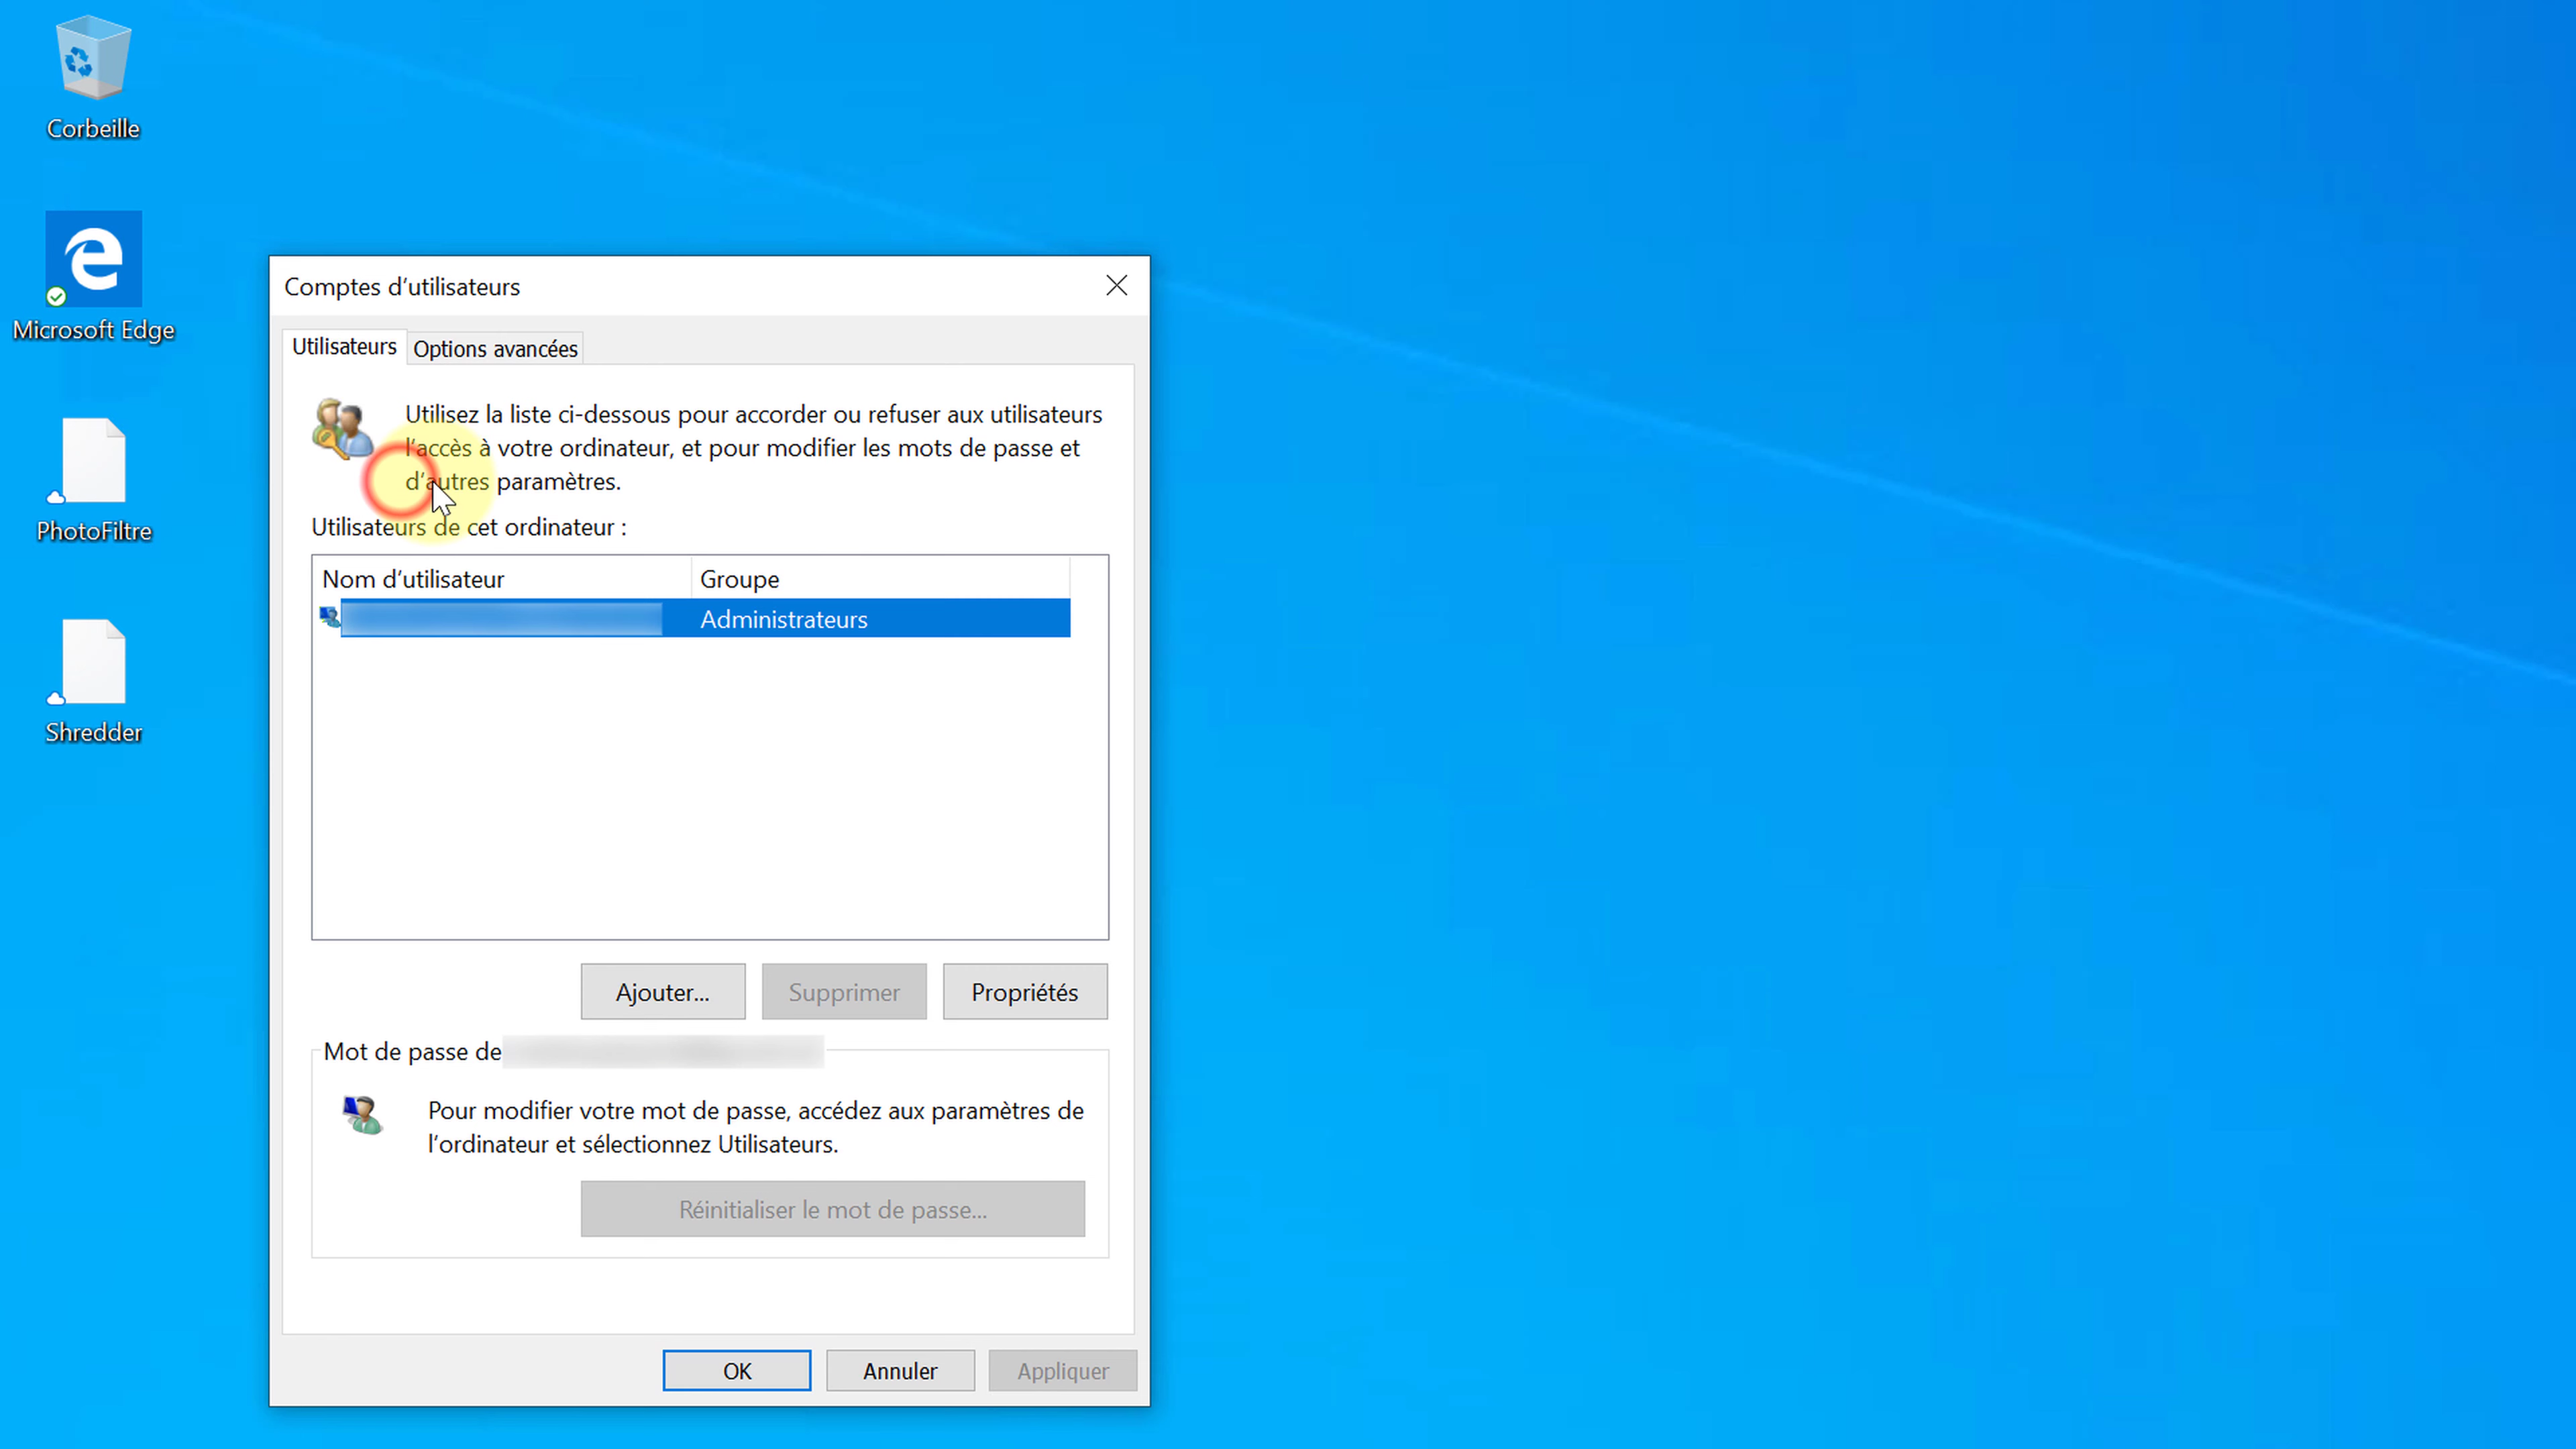 Corbeille
Microsoft Edge
PhotoFiltre
Shredder
Comptes d'utilisateurs
Utilisateurs
Options avancées
Utilisez la liste ci-dessous pour accorder ou refuser aux utilisateurs
l'accès à votre ordinateur, et pour modifier les mots de passe et
d'autres paramètres.
Utilisateurs de cet ordinateur :
Nom d'utilisateur Groupe
Administrateurs
Ajouter... Supprimer Propriétés
Mot de passe de
Pour modifier votre mot de passe, accédez aux paramètres de
l'ordinateur et sélectionnez Utilisateurs.
Réinitialiser le mot de passe...
OK Annuler Appliquer